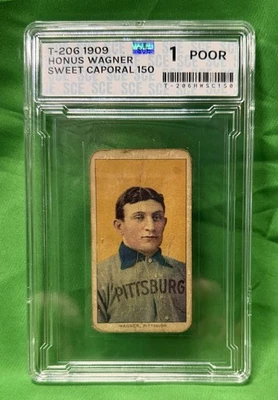 T-206 1909
HONUS WAGNER
SWEET CAPORAL 150
1 POOR
T-206HWSC150
SCE SCE SCE SCE
PITTSBURG
WAGNER, PITTSBURG